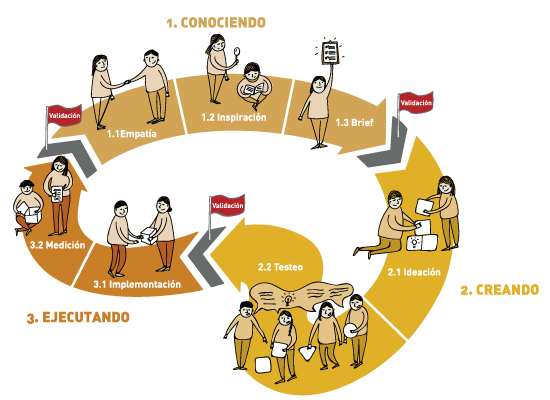 1. CONOCIENDO
1.1Empatía
1.2 Inspiración
1.3 Brief
Validación
2.1 Ideación
2. CREANDO
2.2 Testeo
Validación
3.1 Implementación
3. EJECUTANDO
3.2 Medición
Validación